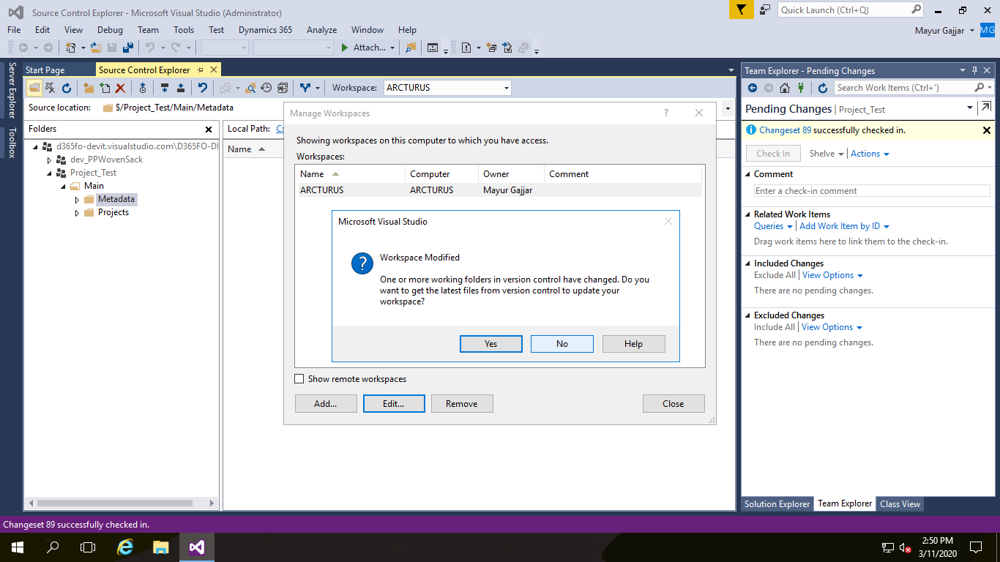 Source Control Explorer - Microsoft Visual Studio (Administrator)
Quick Launch (Ctrl+Q)
File Edit View Debug Team Tools Test Dynamics 365 Analyze Window Help
Mayur Gajjar MG
Attach...
Server Explorer
Toolbox
Start Page
Source Control Explorer
Workspace: ARCTURUS
Source location: $/Project_Test/Main/Metadata
Folders
d365fo-devit.visualstudio.com\D365FO-DI
dev_PPWovenSack
Project_Test
Main
Metadata
Projects
Local Path:
Name
Manage Workspaces
?
Showing workspaces on this computer to which you have access.
Workspaces:
Name Computer Owner Comment
ARCTURUS ARCTURUS Mayur Gajjar
Microsoft Visual Studio
?
Workspace Modified
One or more working folders in version control have changed. Do you
want to get the latest files from version control to update your
workspace?
Yes No Help
Show remote workspaces
Add... Edit... Remove Close
Team Explorer - Pending Changes
Search Work Items (Ctrl+')
Pending Changes | Project_Test
Changeset 89 successfully checked in.
Check In Shelve Actions
Comment
Enter a check-in comment
Related Work Items
Queries Add Work Item by ID
Drag work items here to link them to the check-in.
Included Changes
Exclude All View Options
There are no pending changes.
Excluded Changes
Include All View Options
There are no pending changes.
Solution Explorer Team Explorer Class View
Changeset 89 successfully checked in.
2:50 PM
3/11/2020